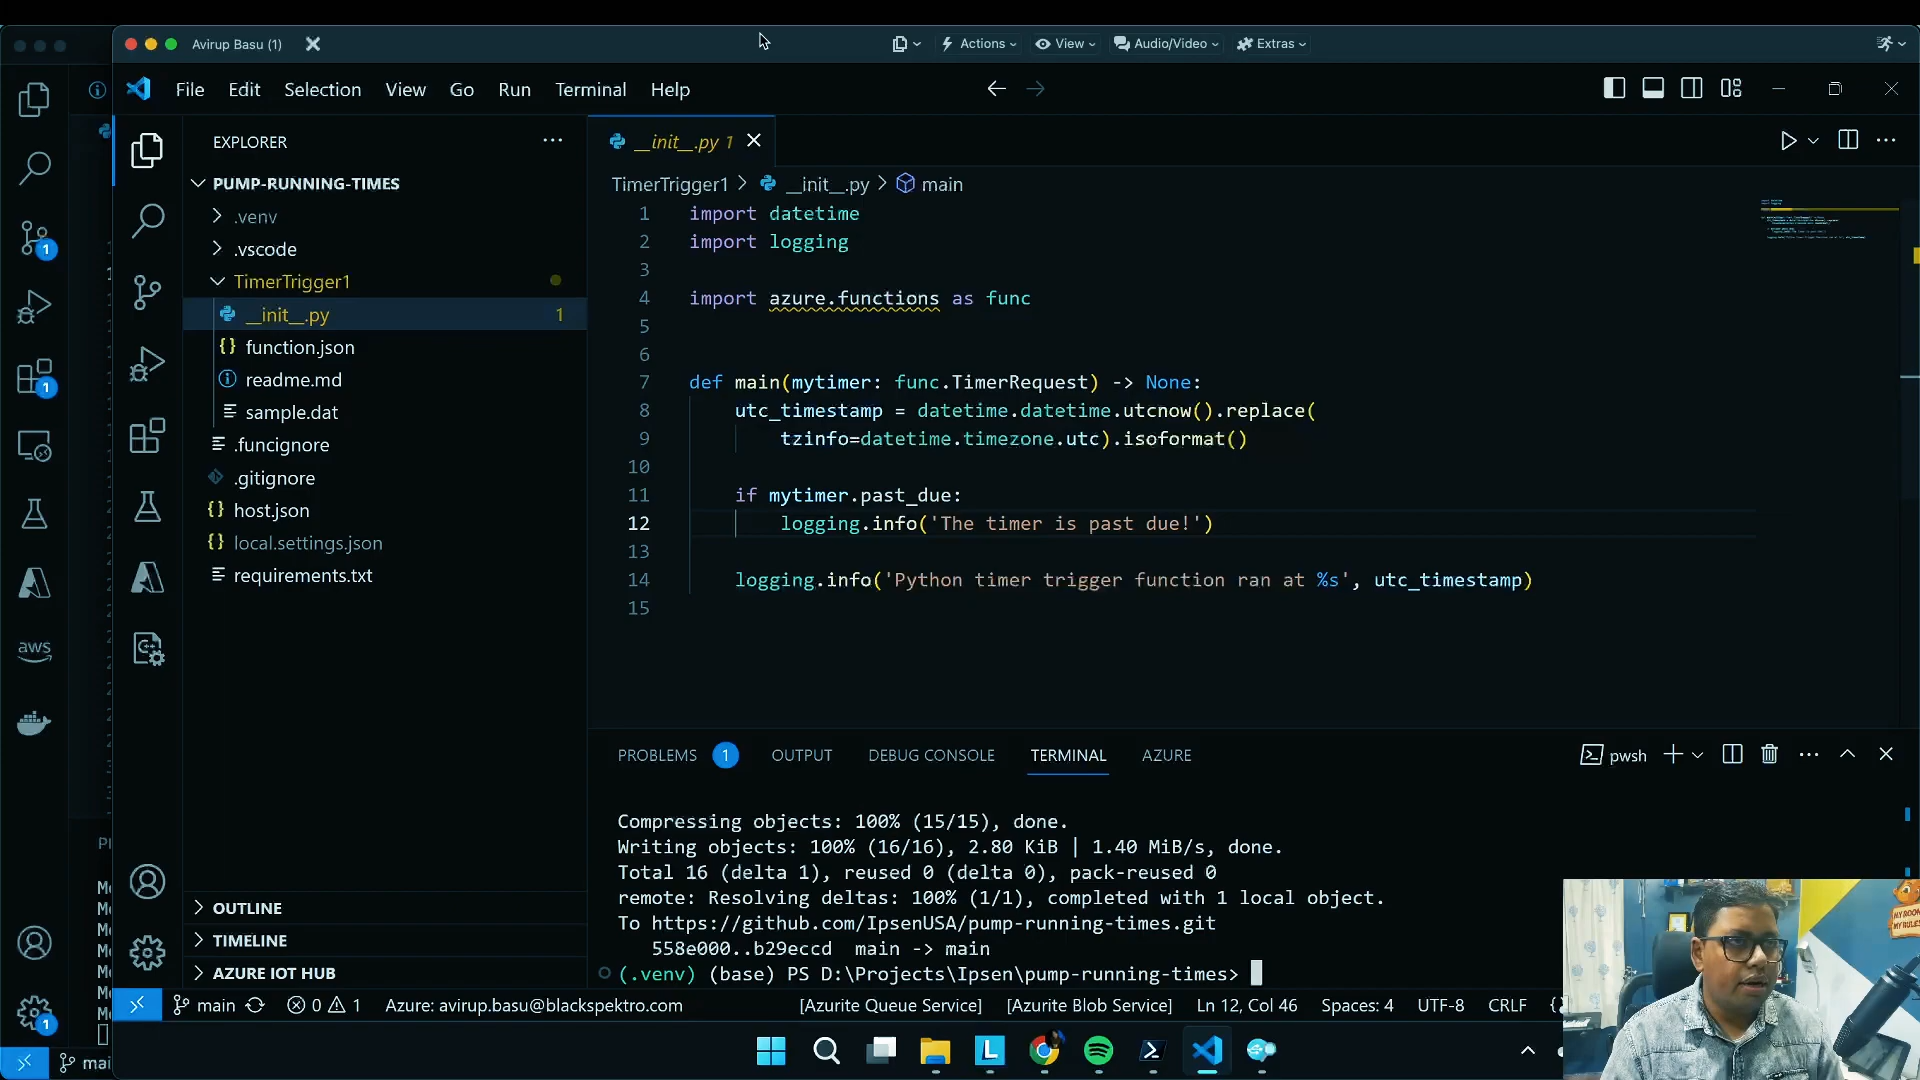 Avirup Basu (1)
Actions
View
Audio/Video
Extras
File
Edit
Selection
View
Go
Run
Terminal
Help
EXPLORER
PUMP-RUNNING-TIMES
.venv
.vscode
TimerTrigger1
__init__.py 1
function.json
readme.md
sample.dat
.funcignore
.gitignore
host.json
local.settings.json
requirements.txt
OUTLINE
TIMELINE
AZURE IOT HUB
__init__.py 1
TimerTrigger1 > __init__.py > main
1 import datetime
2 import logging
3
4 import azure.functions as func
5
6
7 def main(mytimer: func.TimerRequest) -> None:
8 utc_timestamp = datetime.datetime.utcnow().replace(
9 tzinfo=datetime.timezone.utc).isoformat()
10
11 if mytimer.past_due:
12 logging.info('The timer is past due!')
13
14 logging.info('Python timer trigger function ran at %s', utc_timestamp)
15
PROBLEMS 1
OUTPUT
DEBUG CONSOLE
TERMINAL
AZURE
pwsh
Compressing objects: 100% (15/15), done.
Writing objects: 100% (16/16), 2.80 KiB | 1.40 MiB/s, done.
Total 16 (delta 1), reused 0 (delta 0), pack-reused 0
remote: Resolving deltas: 100% (1/1), completed with 1 local object.
To https://github.com/IpsenUSA/pump-running-times.git
558e000..b29eccd main -> main
(.venv) (base) PS D:\Projects\Ipsen\pump-running-times>
main
0
1
Azure: avirup.basu@blackspektro.com
[Azurite Queue Service]
[Azurite Blob Service]
Ln 12, Col 46
Spaces: 4
UTF-8
CRLF
aws
1
1
1
mai